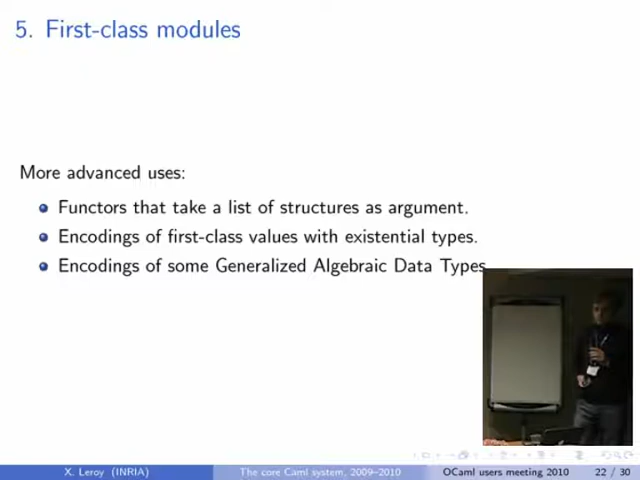 5. First-class modules
More advanced uses:
Functors that take a list of structures as argument.
Encodings of first-class values with existential types.
Encodings of some Generalized Algebraic Data Types.
X. Leroy (INRIA)
The core Caml system, 2009–2010
OCaml users meeting 2010
22 / 30